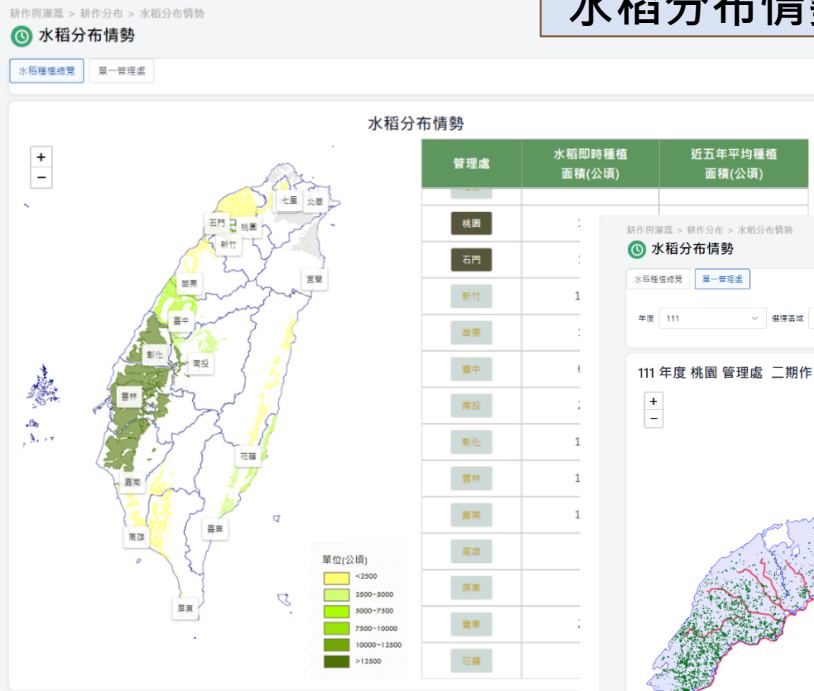 耕作與灌溉 > 耕作分布 > 水稻分布情勢
水稻分布情勢
水稻分布情勢
水稻種植總覽 單一管理處
水稻分布情勢
+
−
七星 北基
石門 桃園
新竹
宜蘭
苗栗
臺中
彰化 南投
雲林
花蓮
嘉南
臺東
高雄
屏東
單位(公頃)
<2500
2500~5000
5000~7500
7500~10000
10000~12500
>12500
管理處 水稻即時種植面積(公頃) 近五年平均種植面積(公頃)
桃園
石門
新竹 1
苗栗
臺中
南投
彰化 1
雲林 1
嘉南 1
高雄
屏東
臺東
花蓮
耕作與灌溉 > 耕作分布 > 水稻分布情勢
水稻分布情勢
水稻種植總覽 單一管理處
年度 111 選擇區域
111 年度 桃園 管理處 二期作
+
−